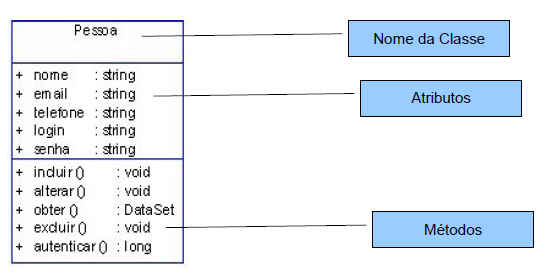 Pessoa
Nome da Classe
+ nome : string
+ email : string
Atributos
+ telefone : string
+ login : string
+ senha : string
+ incluir () : void
+ alterar () : void
+ obter () : DataSet
+ excluir () : void
Métodos
+ autenticar () : long